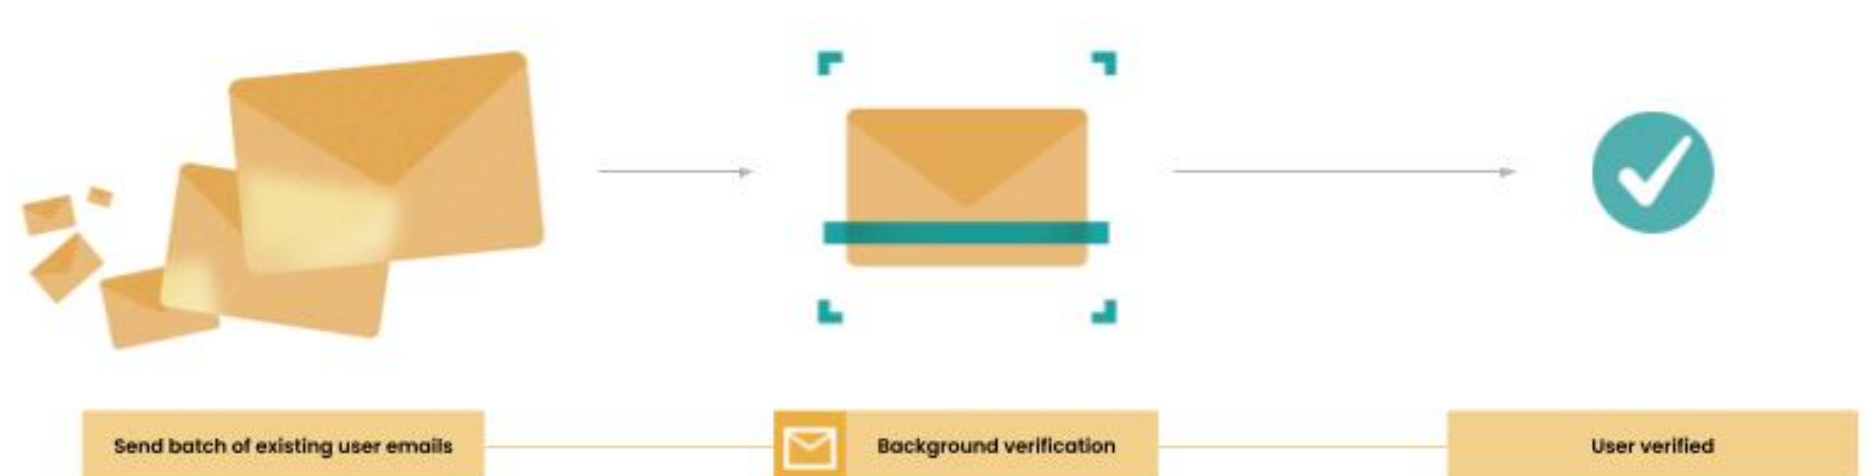 Send batch of existing user emails
Background verification
User verified